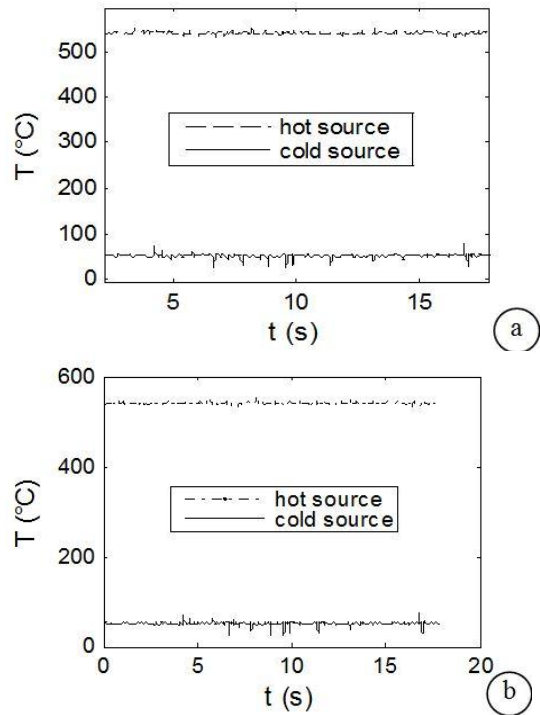 500
400
300
200
100
0
T (°C)
hot source
cold source
5 10 15
t (s)
a
600
400
200
0
T (°C)
hot source
cold source
0 5 10 15 20
t (s)
b